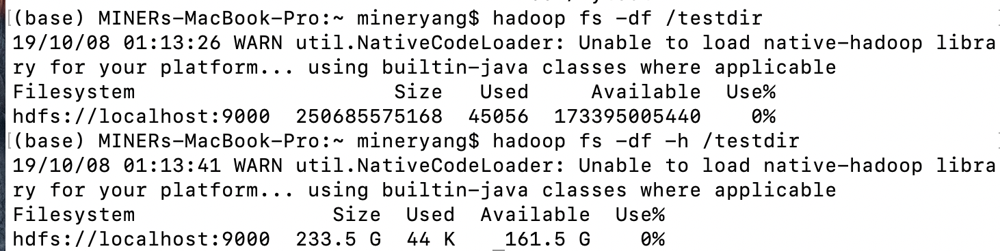 (base) MINERs-MacBook-Pro:~ mineryang$ hadoop fs -df /testdir
19/10/08 01:13:26 WARN util.NativeCodeLoader: Unable to load native-hadoop libra
ry for your platform... using builtin-java classes where applicable
Filesystem                     Size   Used     Available  Use%
hdfs://localhost:9000  250685575168  45056  173395005440    0%
(base) MINERs-MacBook-Pro:~ mineryang$ hadoop fs -df -h /testdir
19/10/08 01:13:41 WARN util.NativeCodeLoader: Unable to load native-hadoop libra
ry for your platform... using builtin-java classes where applicable
Filesystem                Size  Used  Available  Use%
hdfs://localhost:9000  233.5 G  44 K    161.5 G    0%